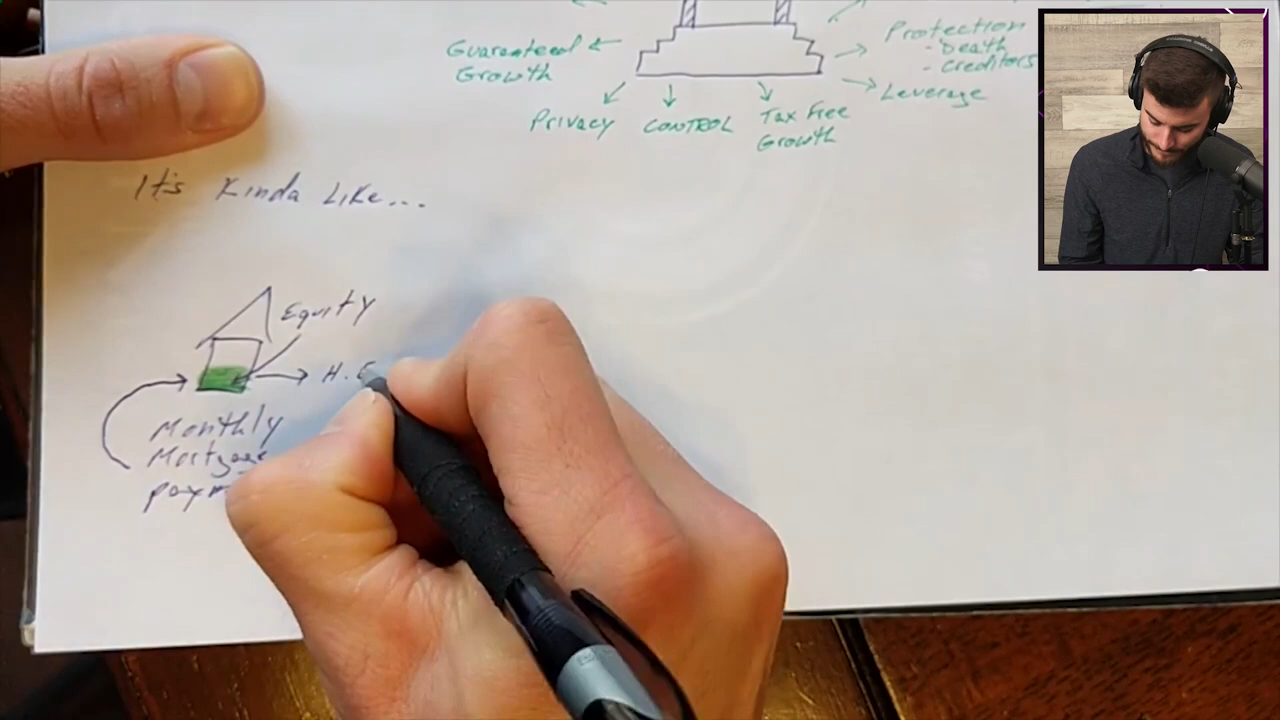 Protection
- Death
- Creditors
Guaranteed
Growth
Leverage
Privacy
CONTROL
Tax Free
Growth
It's Kinda Like...
Equity
H.E
Monthly
Mortgage